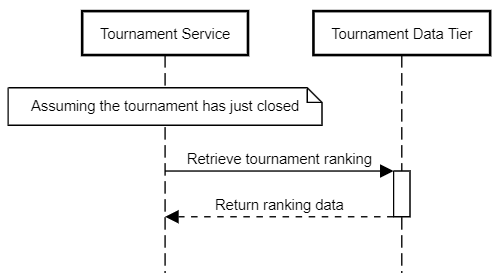 Tournament Service
Tournament Data Tier
Assuming the tournament has just closed
Retrieve tournament ranking
Return ranking data